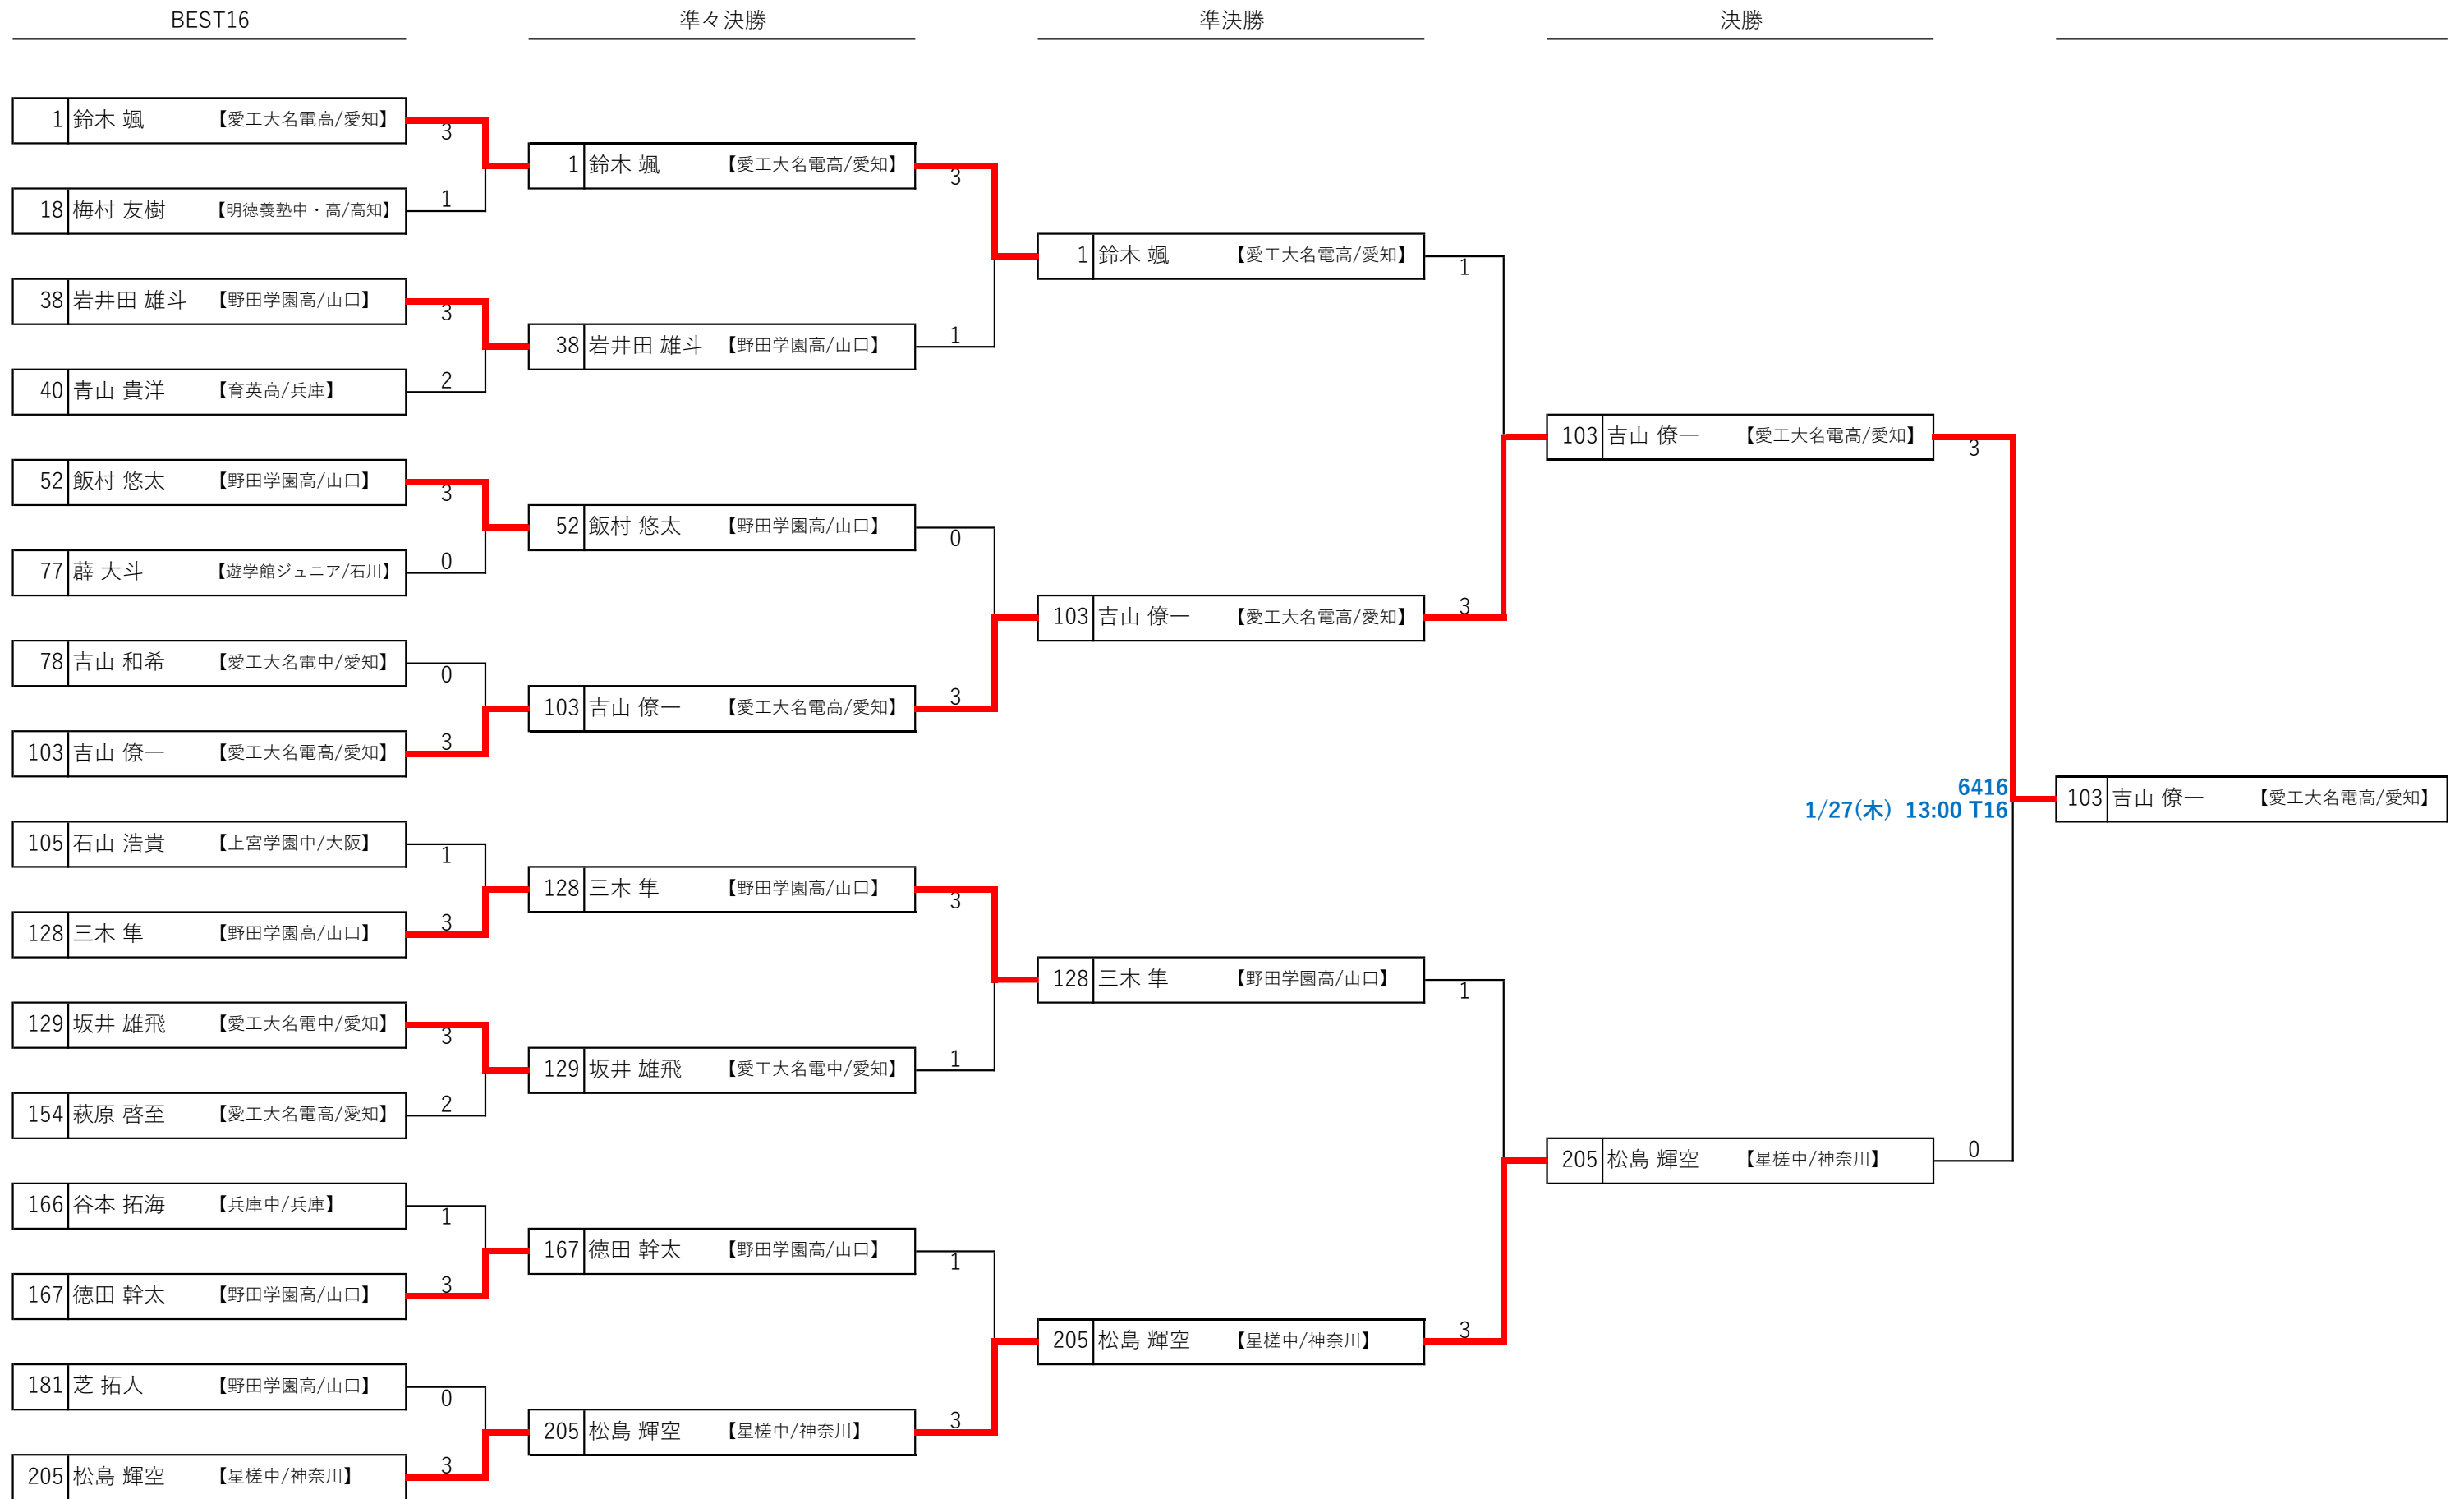 BEST16 準々決勝 準決勝 決勝
1 鈴木 颯 【愛工大名電高/愛知】 3
18 梅村 友樹 【明徳義塾中・高/高知】 1
38 岩井田 雄斗 【野田学園高/山口】 3
40 青山 貴洋 【育英高/兵庫】 2
52 飯村 悠太 【野田学園高/山口】 3
77 薜 大斗 【遊学館ジュニア/石川】 0
78 吉山 和希 【愛工大名電中/愛知】 0
103 吉山 僚一 【愛工大名電高/愛知】 3
105 石山 浩貴 【上宮学園中/大阪】 1
128 三木 隼 【野田学園高/山口】 3
129 坂井 雄飛 【愛工大名電中/愛知】 3
154 萩原 啓至 【愛工大名電高/愛知】 2
166 谷本 拓海 【兵庫中/兵庫】 1
167 徳田 幹太 【野田学園高/山口】 3
181 芝 拓人 【野田学園高/山口】 0
205 松島 輝空 【星槎中/神奈川】 3
1 鈴木 颯 【愛工大名電高/愛知】 3
38 岩井田 雄斗 【野田学園高/山口】 1
52 飯村 悠太 【野田学園高/山口】 0
103 吉山 僚一 【愛工大名電高/愛知】 3
128 三木 隼 【野田学園高/山口】 3
129 坂井 雄飛 【愛工大名電中/愛知】 1
167 徳田 幹太 【野田学園高/山口】 1
205 松島 輝空 【星槎中/神奈川】 3
1 鈴木 颯 【愛工大名電高/愛知】 1
103 吉山 僚一 【愛工大名電高/愛知】 3
128 三木 隼 【野田学園高/山口】 1
205 松島 輝空 【星槎中/神奈川】 3
103 吉山 僚一 【愛工大名電高/愛知】 3
205 松島 輝空 【星槎中/神奈川】 0
6416
1/27(木) 13:00 T16
103 吉山 僚一 【愛工大名電高/愛知】